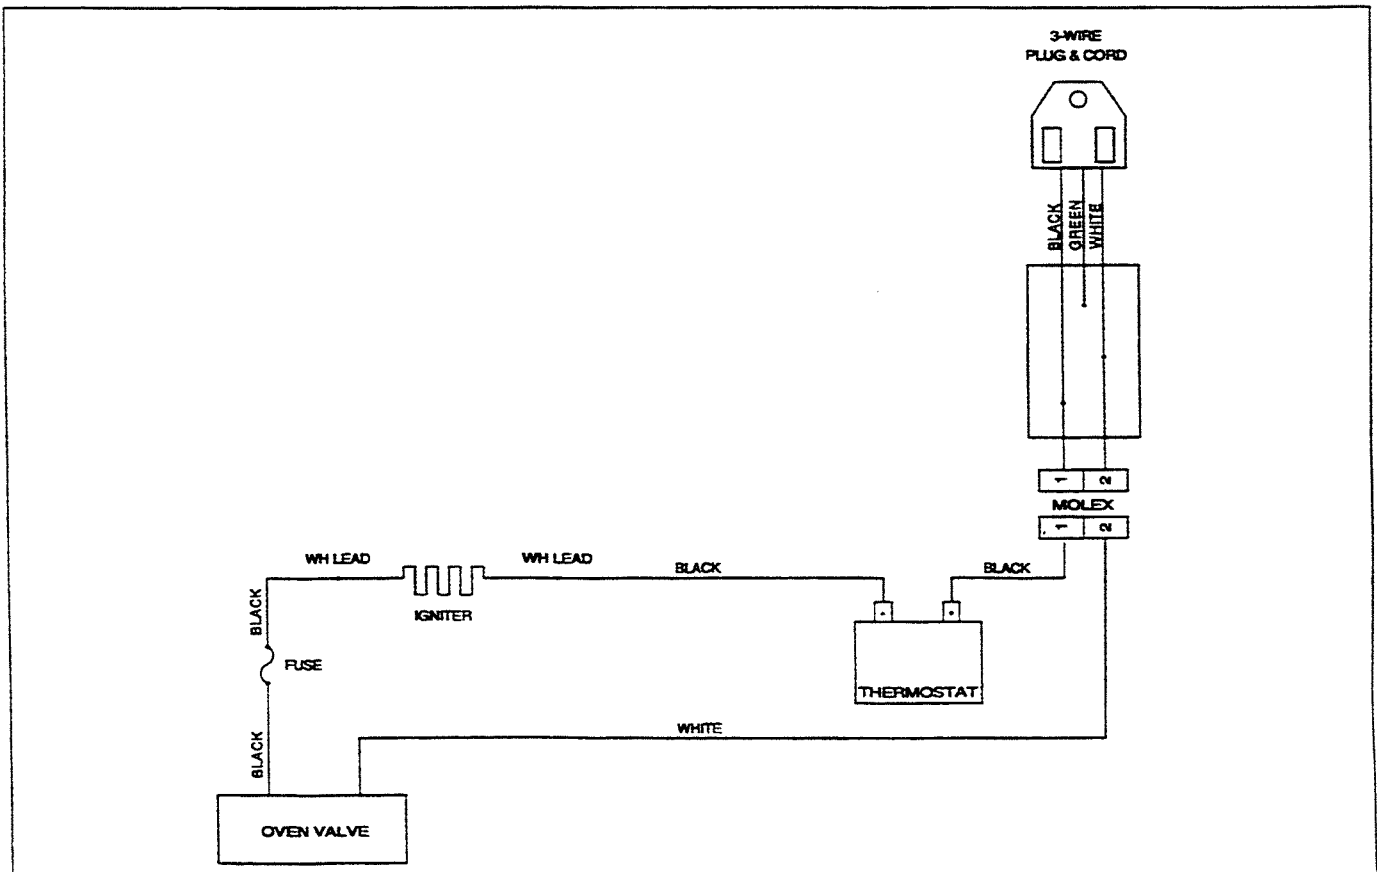 3-WIRE
PLUG & CORD
BLACK
GREEN
WHITE
1 2
MOLEX
1 2
WH LEAD
WH LEAD
BLACK
BLACK
IGNITER
BLACK
FUSE
THERMOSTAT
WHITE
BLACK
OVEN VALVE